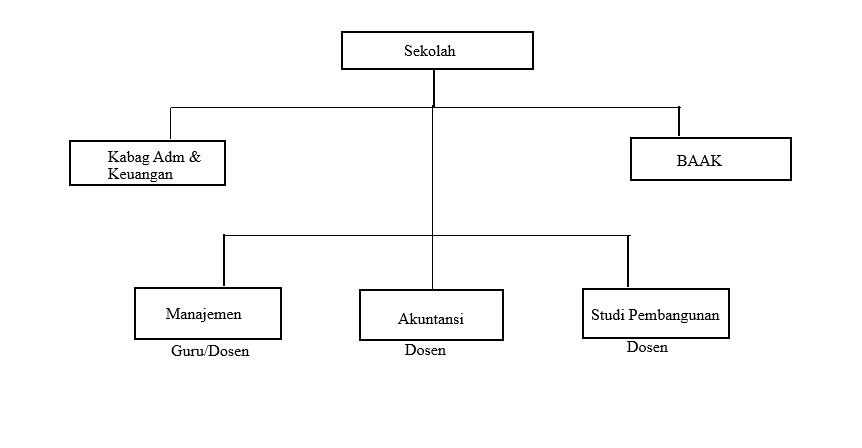 Sekolah
Kabag Adm &
Keuangan
BAAK
Manajemen
Akuntansi
Studi Pembangunan
Guru/Dosen
Dosen
Dosen